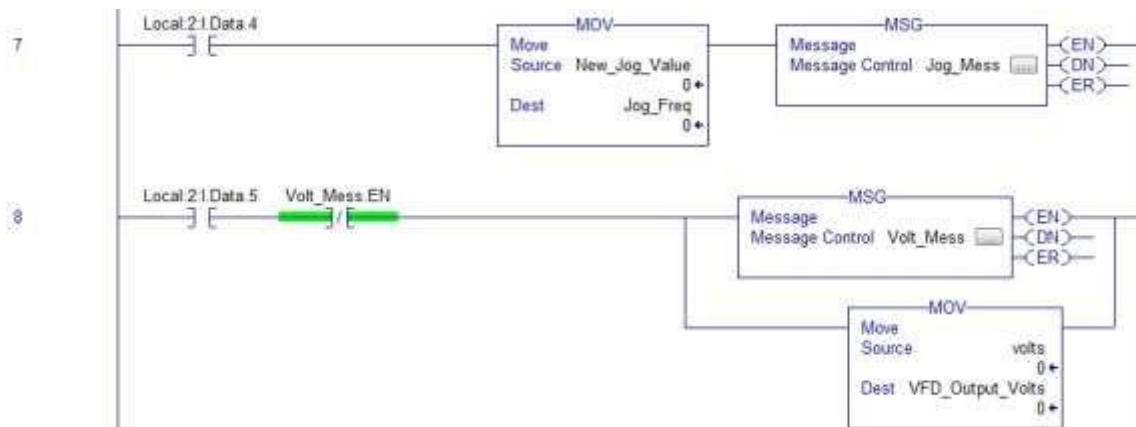 7
Local:2:I.Data.4
MOV
Move
Source New_Jog_Value
0
Dest Jog_Freq
0
MSG
Message
Message Control Jog_Mess ...
EN
DN
ER
8
Local:2:I.Data.5
Volt_Mess.EN
MSG
Message
Message Control Volt_Mess ...
EN
DN
ER
MOV
Move
Source volts
0
Dest VFD_Output_Volts
0